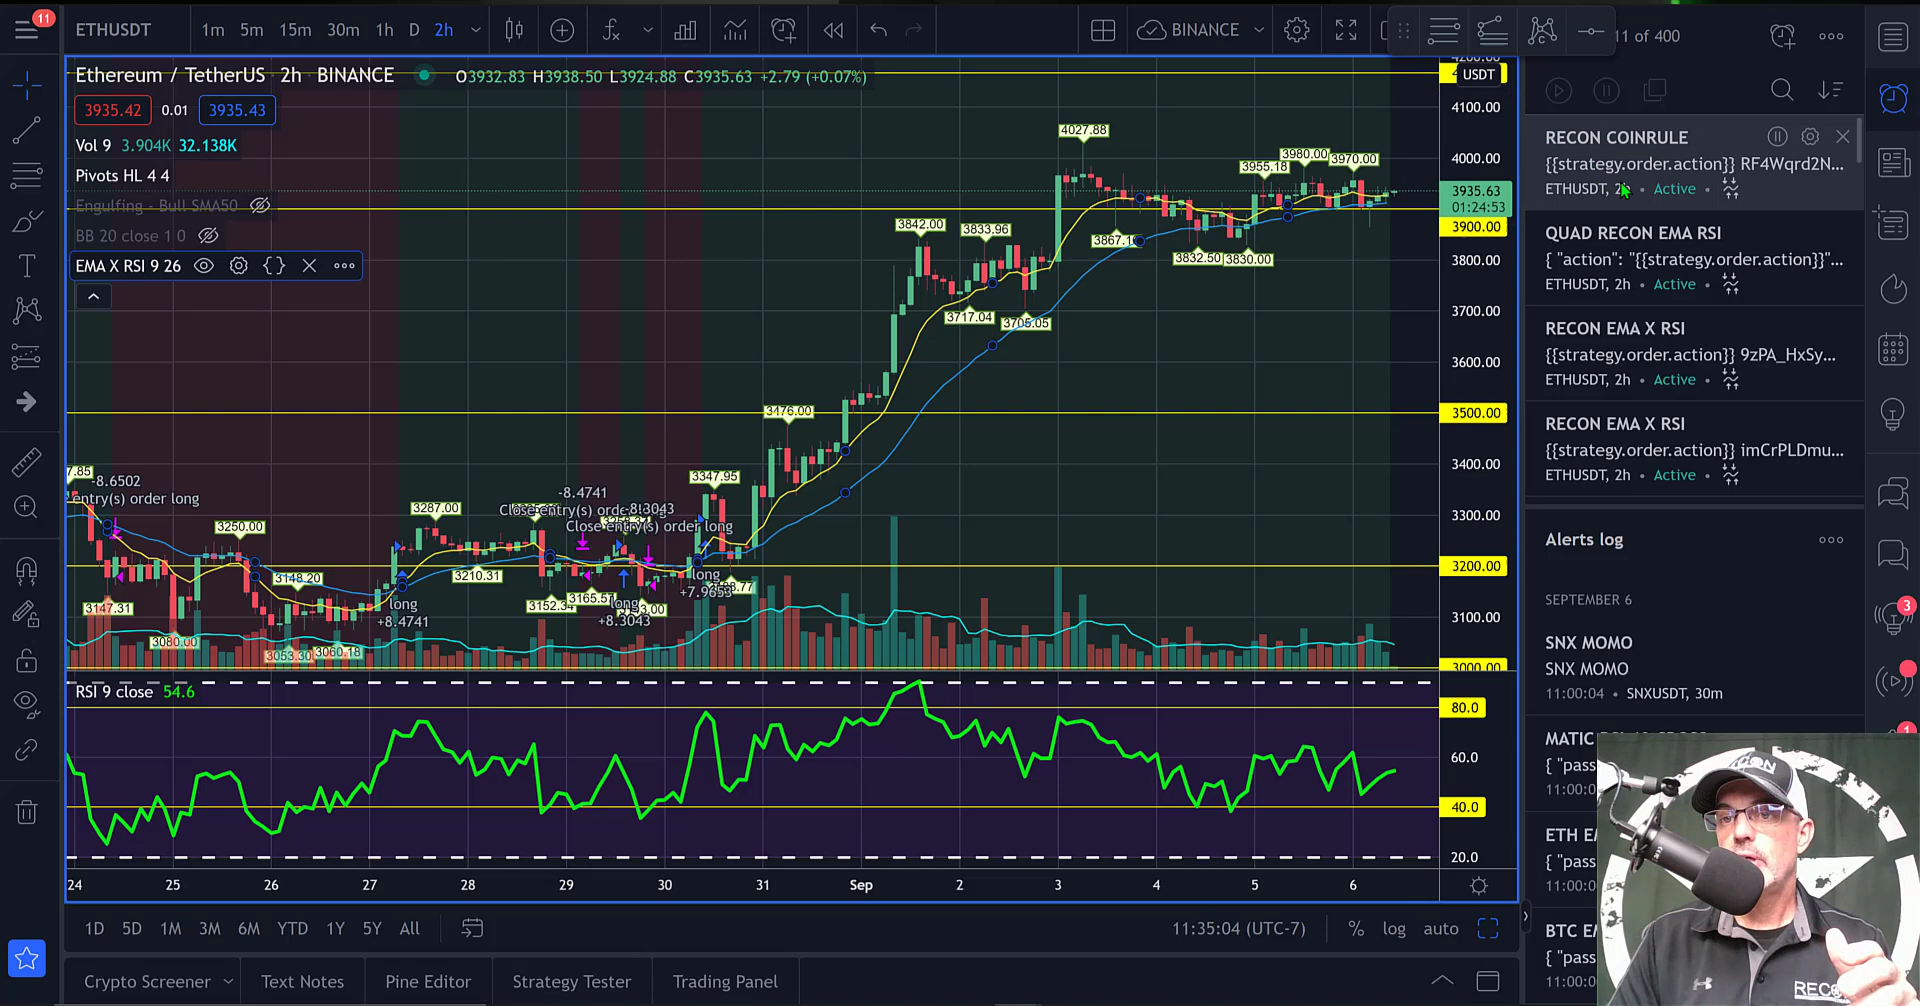 11
ETHUSDT
1m 5m 15m 30m 1h D 2h
BINANCE
11 of 400
Ethereum / TetherUS · 2h · BINANCE
O3932.83 H3938.50 L3924.88 C3935.63 +2.79 (+0.07%)
3935.42 0.01 3935.43
Vol 9 3.904K 32.138K
Pivots HL 4 4
Engulfing - Bull SMA50
BB 20 close 1 0
EMA X RSI 9 26
USDT
4100.00
4000.00
3935.63
01:24:53
3900.00
3800.00
3700.00
3600.00
3500.00
3400.00
3300.00
3200.00
3100.00
3000.00
4027.88
3955.18
3980.00
3970.00
3842.00
3833.96
3832.50
3830.00
3717.04
3705.05
3476.00
3347.95
-8.6502
entry(s) order long
3250.00
3287.00
-8.4741
-8.3043
Close entry(s) order long
3148.20
3147.31
3080.00
3053.30
3060.18
3210.31
3152.34
3165.57
long
+8.4741
long
+8.3043
long
+7.9653
RSI 9 close 54.6
80.0
60.0
40.0
20.0
24 25 26 27 28 29 30 31 Sep 2 3 4 5 6
1D 5D 1M 3M 6M YTD 1Y 5Y All
11:35:04 (UTC-7)
% log auto
Crypto Screener
Text Notes
Pine Editor
Strategy Tester
Trading Panel
RECON COINRULE
{{strategy.order.action}} RF4Wqrd2N...
ETHUSDT, 2h • Active •
QUAD RECON EMA RSI
{ "action": "{{strategy.order.action}}"...
ETHUSDT, 2h • Active •
RECON EMA X RSI
{{strategy.order.action}} 9zPA_HxSy...
ETHUSDT, 2h • Active •
RECON EMA X RSI
{{strategy.order.action}} imCrPLDmu...
ETHUSDT, 2h • Active •
Alerts log
SEPTEMBER 6
SNX MOMO
SNX MOMO
11:00:04 • SNXUSDT, 30m
MATIC
{ "pass
11:00:0
ETH EM
{ "pass
11:00:0
BTC EM
{ "pass
11:00:0
3
1
RECON